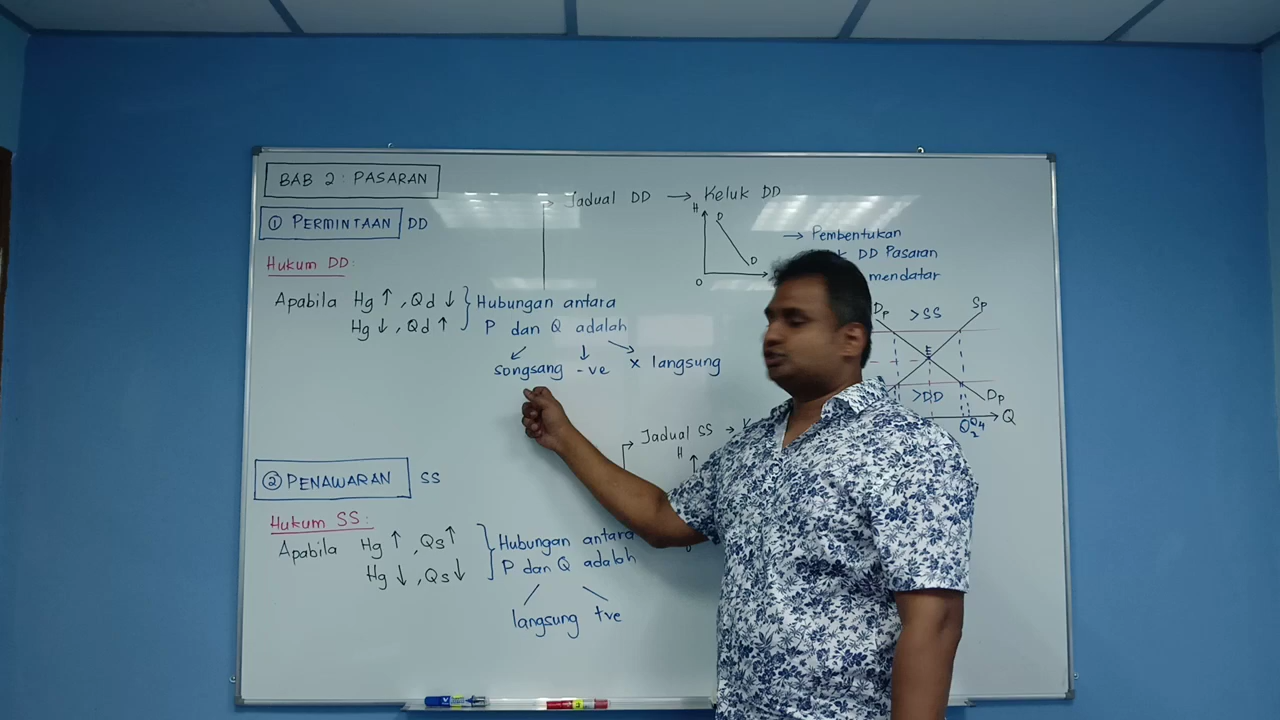 BAB 2 : PASARAN
① PERMINTAAN DD
Hukum DD:
Apabila Hg ↑ , Qd ↓
Hg ↓ , Qd ↑
Hubungan antara
P dan Q adalah
songsang -ve x langsung
Jadual DD → Keluk DD
H
D
D
O
→ Pembentukan
DD Pasaran
mendatar
Dp >SS Sp
E
>DD Dp
Q
Q2 Q4
② PENAWARAN SS
Hukum SS:
Apabila Hg ↑ , Qs ↑
Hg ↓ , Qs ↓
Hubungan antara
P dan Q adalah
langsung +ve
Jadual SS →
H